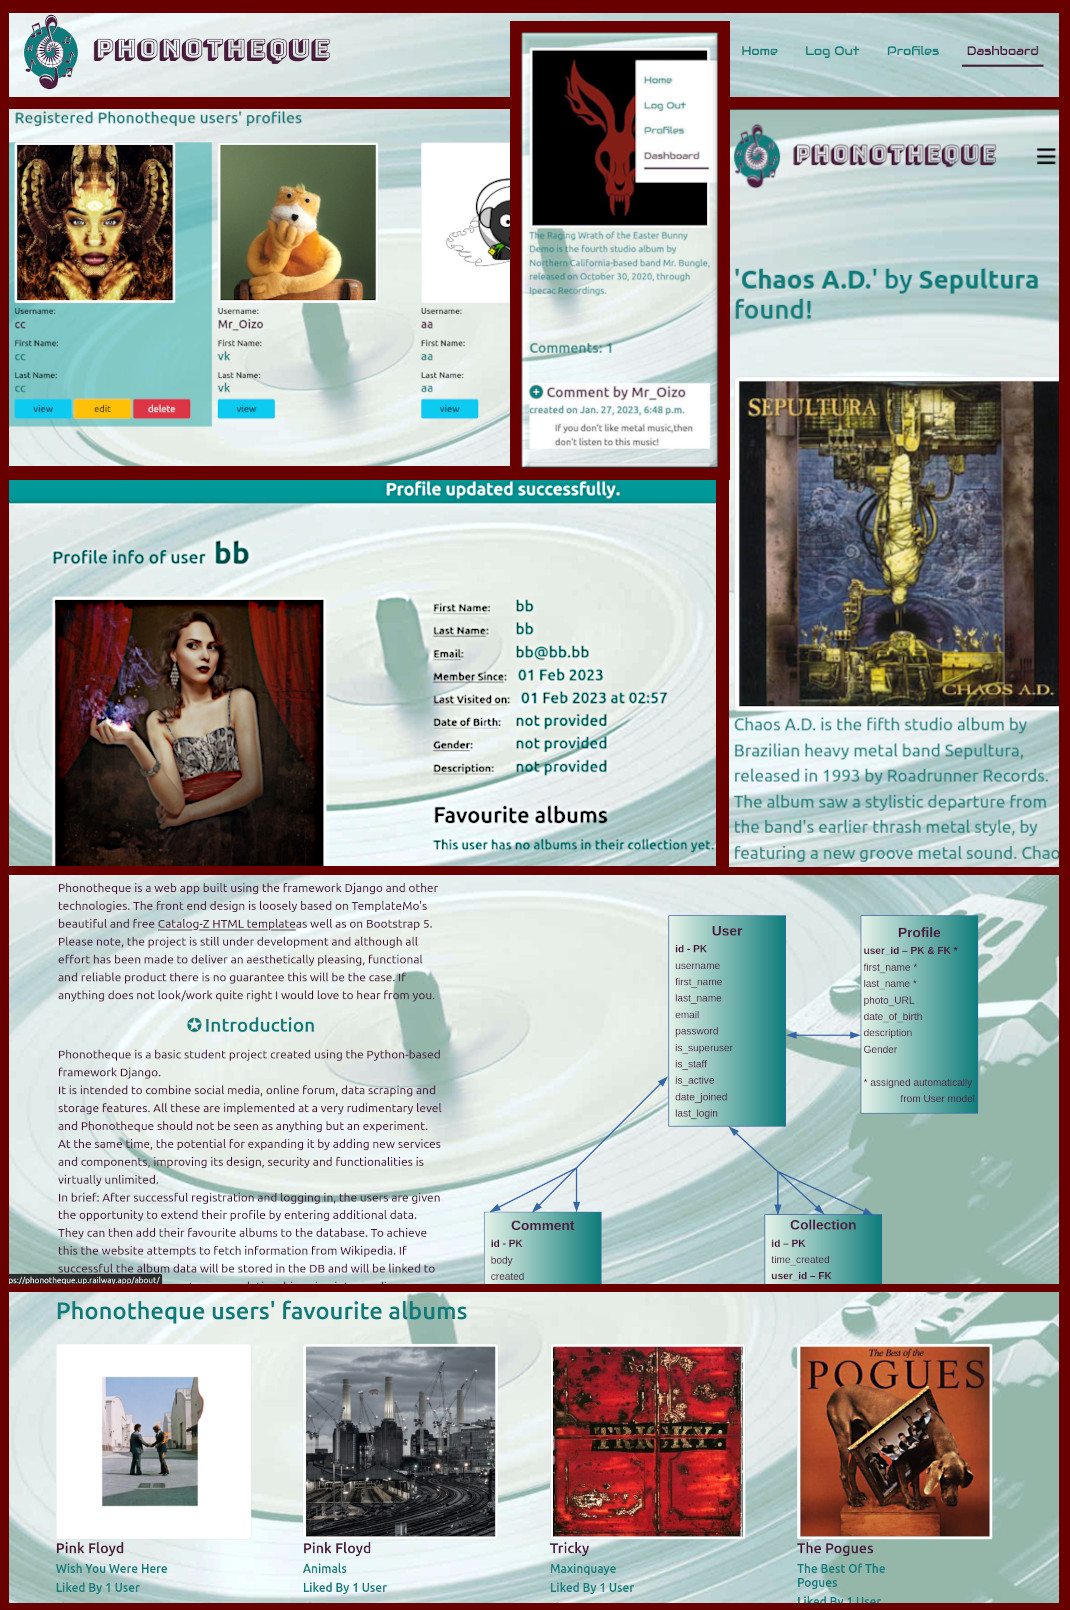 PHONOTHEQUE
Home Log Out Profiles Dashboard
Registered Phonotheque users' profiles
Username:
cc
First Name:
cc
Last Name:
cc
view edit delete
Username:
Mr_Oizo
First Name:
vk
Last Name:
vk
view
Username:
aa
First Name:
aa
Last Name:
aa
view
Home
Log Out
Profiles
Dashboard
The Raging Wrath of the Easter Bunny
Demo is the fourth studio album by
Northern California-based band Mr. Bungle,
released on October 30, 2020, through
Ipecac Recordings.
Comments: 1
Comment by Mr_Oizo
created on Jan. 27, 2023, 6:48 p.m.
If you don't like metal music,then
don't listen to this music!
PHONOTHEQUE
'Chaos A.D.' by Sepultura
found!
SEPULTURA
CHAOS A.D.
Chaos A.D. is the fifth studio album by
Brazilian heavy metal band Sepultura,
released in 1993 by Roadrunner Records.
The album saw a stylistic departure from
the band's earlier thrash metal style, by
featuring a new groove metal sound. Chao
Profile updated successfully.
Profile info of user bb
First Name: bb
Last Name: bb
Email: bb@bb.bb
Member Since: 01 Feb 2023
Last Visited on: 01 Feb 2023 at 02:57
Date of Birth: not provided
Gender: not provided
Description: not provided
Favourite albums
This user has no albums in their collection yet.
Phonotheque is a web app built using the framework Django and other
technologies. The front end design is loosely based on TemplateMo's
beautiful and free Catalog-Z HTML templateas well as on Bootstrap 5.
Please note, the project is still under development and although all
effort has been made to deliver an aesthetically pleasing, functional
and reliable product there is no guarantee this will be the case. If
anything does not look/work quite right I would love to hear from you.
Introduction
Phonotheque is a basic student project created using the Python-based
framework Django.
It is intended to combine social media, online forum, data scraping and
storage features. All these are implemented at a very rudimentary level
and Phonotheque should not be seen as anything but an experiment.
At the same time, the potential for expanding it by adding new services
and components, improving its design, security and functionalities is
virtually unlimited.
In brief: After successful registration and logging in, the users are given
the opportunity to extend their profile by entering additional data.
They can then add their favourite albums to the database. To achieve
this the website attempts to fetch information from Wikipedia. If
successful the album data will be stored in the DB and will be linked to
ps://phonotheque.up.railway.app/about/
User
id - PK
username
first_name
last_name
email
password
is_superuser
is_staff
is_active
date_joined
last_login
Profile
user_id – PK & FK *
first_name *
last_name *
photo_URL
date_of_birth
description
Gender
* assigned automatically
from User model
Comment
id - PK
body
created
Collection
id – PK
time_created
user_id – FK
Phonotheque users' favourite albums
TRICKY.
The Best of the
POGUES
Pink Floyd
Wish You Were Here
Liked By 1 User
Pink Floyd
Animals
Liked By 1 User
Tricky
Maxinquaye
Liked By 1 User
The Pogues
The Best Of The
Pogues
Liked By 1 User